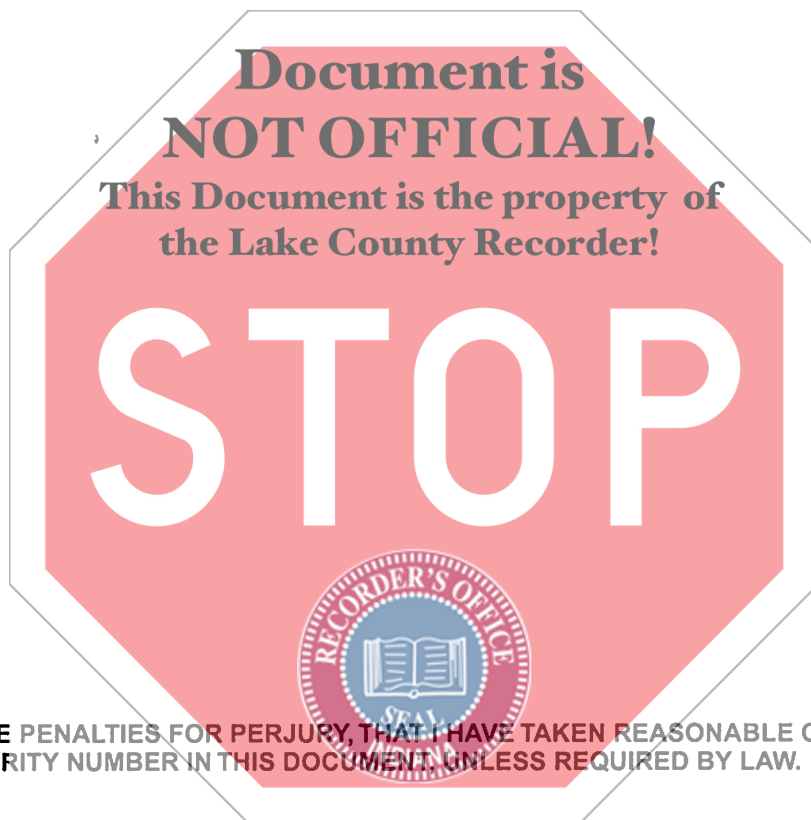 Document is
NOT OFFICIAL!
This Document is the property of
the Lake County Recorder!
STOP
RECORDER'S OFFICE
SEAL
INDIANA
E PENALTIES FOR PERJURY, THAT I HAVE TAKEN REASONABLE C
RITY NUMBER IN THIS DOCUMENT, UNLESS REQUIRED BY LAW.